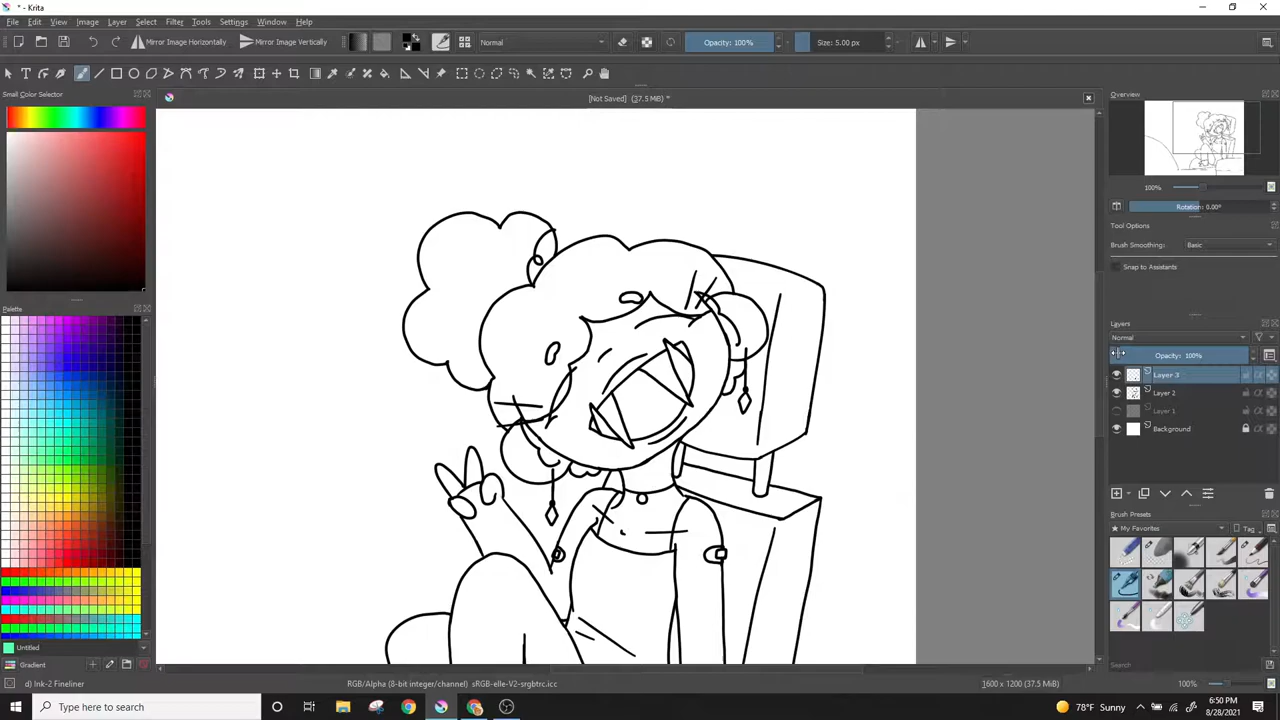 * - Krita
File Edit View Image Layer Select Filter Tools Settings Window Help
Mirror Image Horizontally Mirror Image Vertically Normal Opacity: 100% Size: 5.00 px
Small Color Selector
[Not Saved] (37.5 MiB) *
Overview
100%
Rotation: 0.00°
Tool Options
Brush Smoothing: Basic
Snap to Assistants
Palette
Layers
Normal
Opacity: 100%
Layer 3
Layer 2
Layer 1
Background
Brush Presets
My Favorites Tag
Untitled
Gradient
Search
d) Ink-2 Fineliner
RGB/Alpha (8-bit integer/channel) sRGB-elle-V2-srgbtrc.icc
1600 x 1200 (37.5 MiB)
100%
Type here to search
78°F Sunny
6:50 PM
8/28/2021